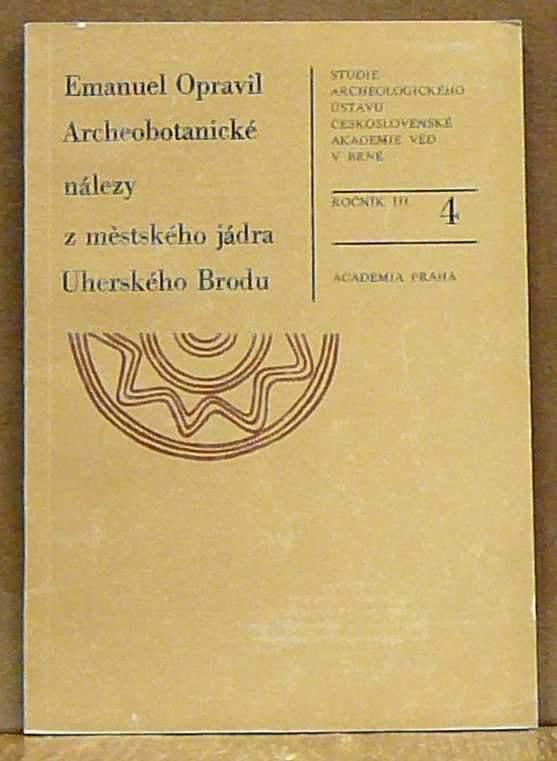 Emanuel Opravil
Archeobotanické
nálezy
z městského jádra
Uherského Brodu
STUDIE
ARCHEOLOGICKÉHO
ÚSTAVU
ČESKOSLOVENSKÉ
AKADEMIE VĚD
V BRNĚ
ROČNÍK III
4
ACADEMIA PRAHA